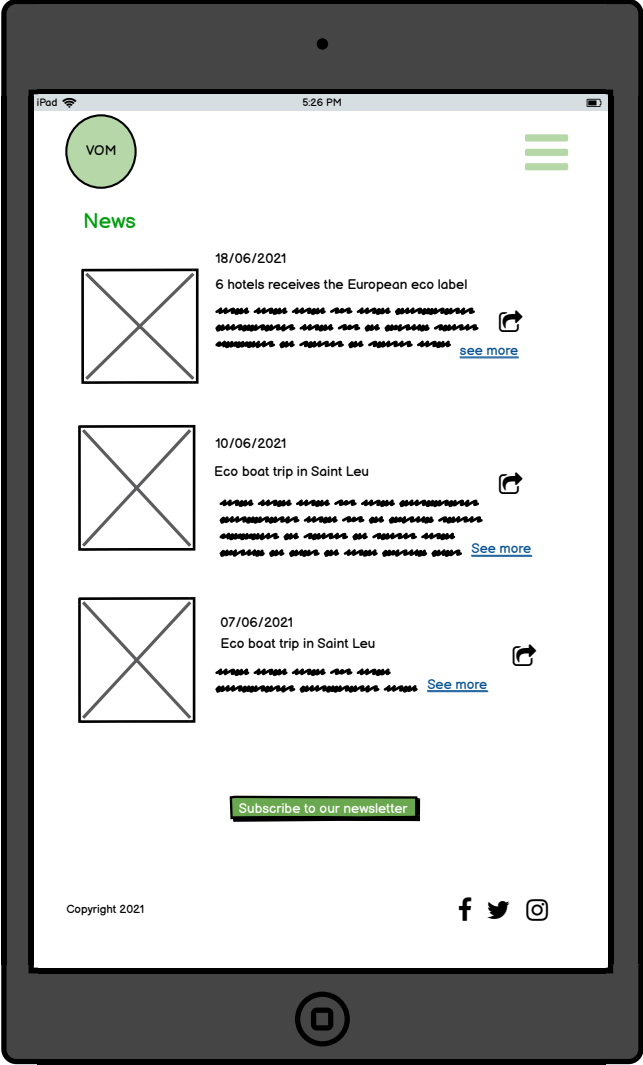 iPad 5:26 PM
VOM
News
18/06/2021
6 hotels receives the European eco label
see more
10/06/2021
Eco boat trip in Saint Leu
See more
07/06/2021
Eco boat trip in Saint Leu
See more
Subscribe to our newsletter
Copyright 2021